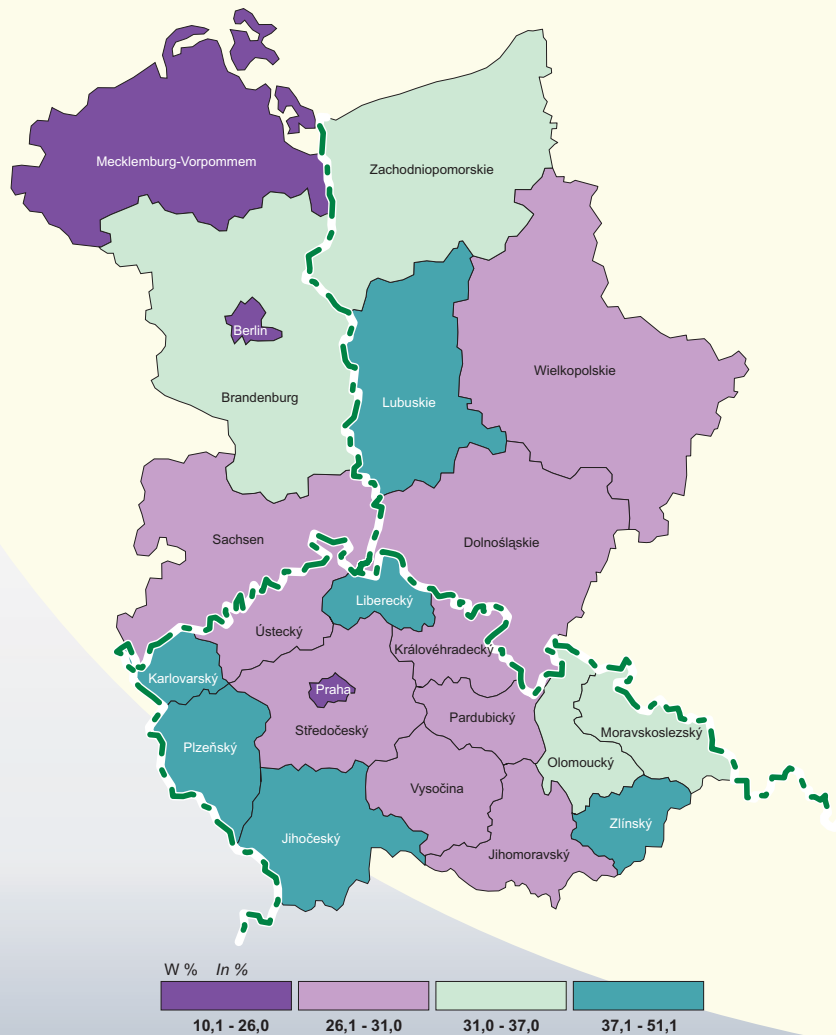 Mecklemburg-Vorpommem
Zachodniopomorskie
Berlin
Wielkopolskie
Brandenburg
Lubuskie
Sachsen
Dolnośląskie
Liberecký
Ústecký
Królovéhradecký
Karlovarský
Praha
Pardubický
Středočeský
Moravskoslezský
Plzeňský
Olomoucký
Vysočina
Zlínský
Jihočeský
Jihomoravský
W % In %
10,1 - 26,0 26,1 - 31,0 31,0 - 37,0 37,1 - 51,1